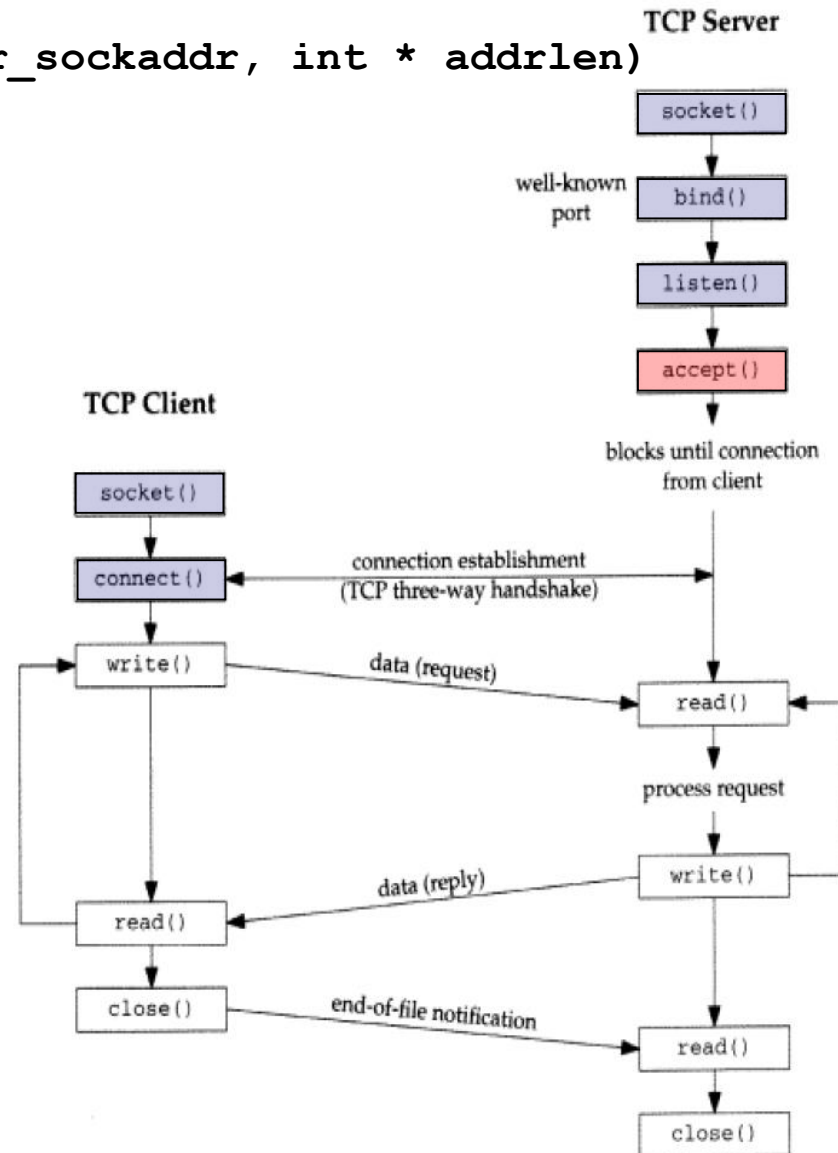 TCP Server
r_sockaddr, int * addrlen)
socket()
well-known
port
bind()
listen()
accept()
TCP Client
blocks until connection
from client
socket()
connect()
connection establishment
(TCP three-way handshake)
write()
data (request)
read()
process request
write()
data (reply)
read()
close()
end-of-file notification
read()
close()